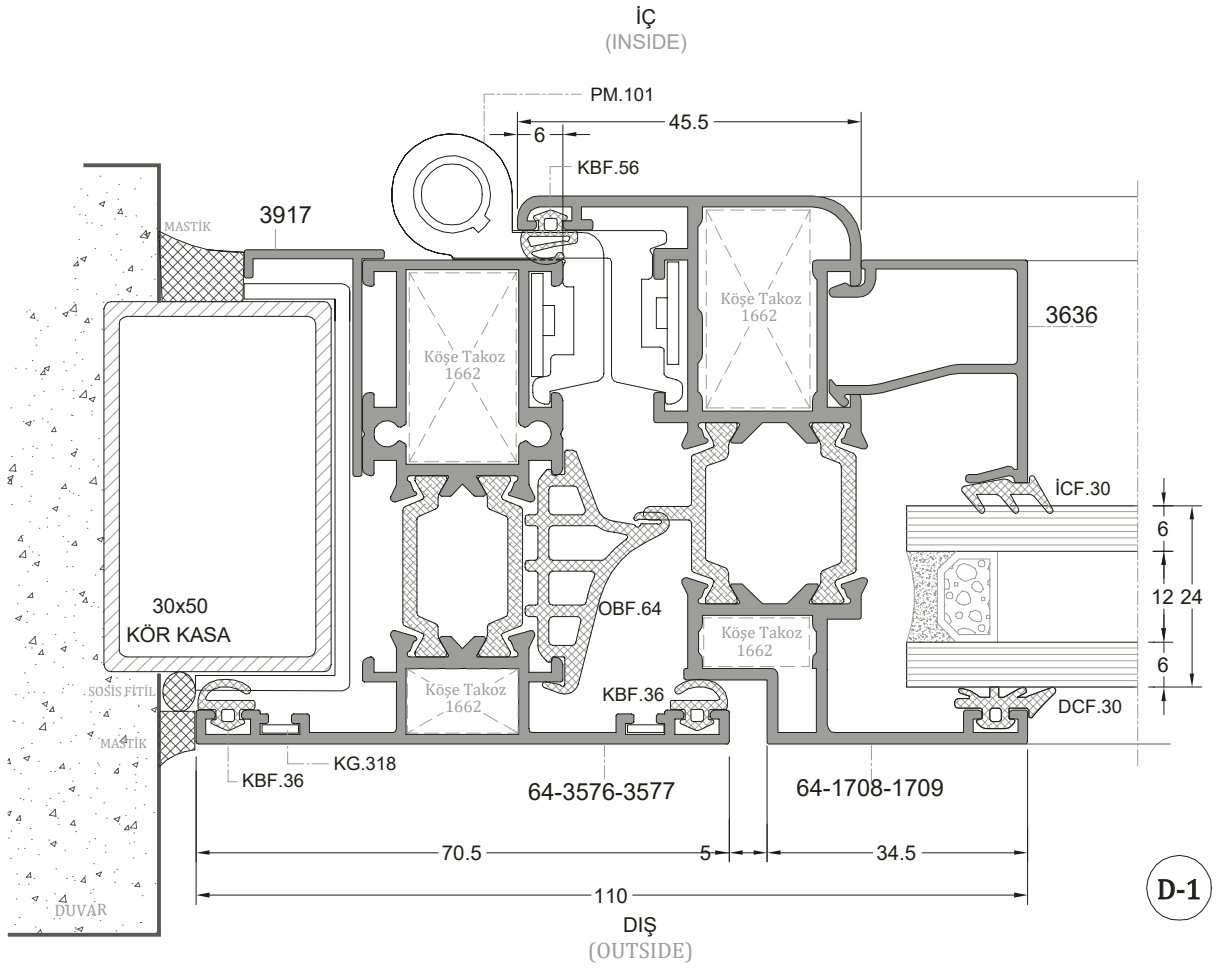 İÇ
(INSIDE)
PM.101
45.5
6
KBF.56
3917
MASTİK
Köşe Takoz
1662
3636
Köşe Takoz
1662
İCF.30
6
12
24
6
30x50
KÖR KASA
OBF.64
Köşe Takoz
1662
SOSİS FİTİL
Köşe Takoz
1662
KBF.36
DCF.30
MASTİK
KBF.36
KG.318
64-3576-3577
64-1708-1709
70.5
5
34.5
110
DUVAR
D-1
DIŞ
(OUTSIDE)